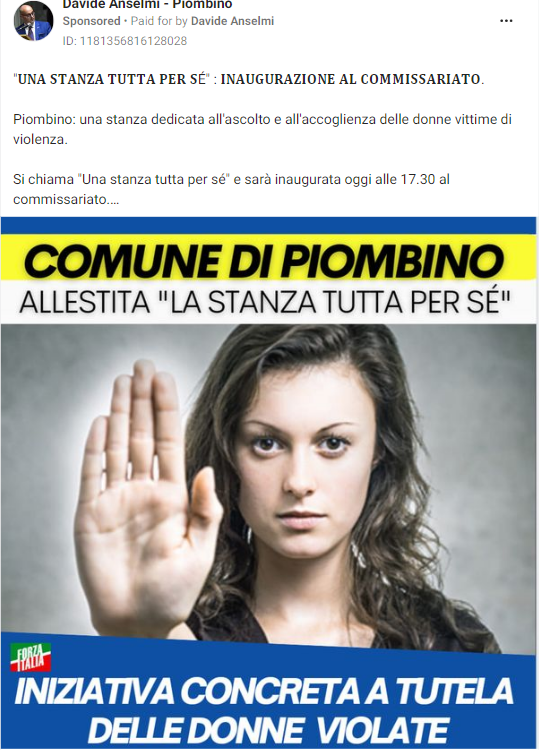 Davide Anselmi - Piombino
Sponsored • Paid for by Davide Anselmi
ID: 1181356816128028
"UNA STANZA TUTTA PER SÉ" : INAUGURAZIONE AL COMMISSARIATO.
Piombino: una stanza dedicata all'ascolto e all'accoglienza delle donne vittime di
violenza.
Si chiama "Una stanza tutta per sé" e sarà inaugurata oggi alle 17.30 al
commissariato....
COMUNE DI PIOMBINO
ALLESTITA "LA STANZA TUTTA PER SÉ"
FORZA
ITALIA
INIZIATIVA CONCRETA A TUTELA
DELLE DONNE VIOLATE